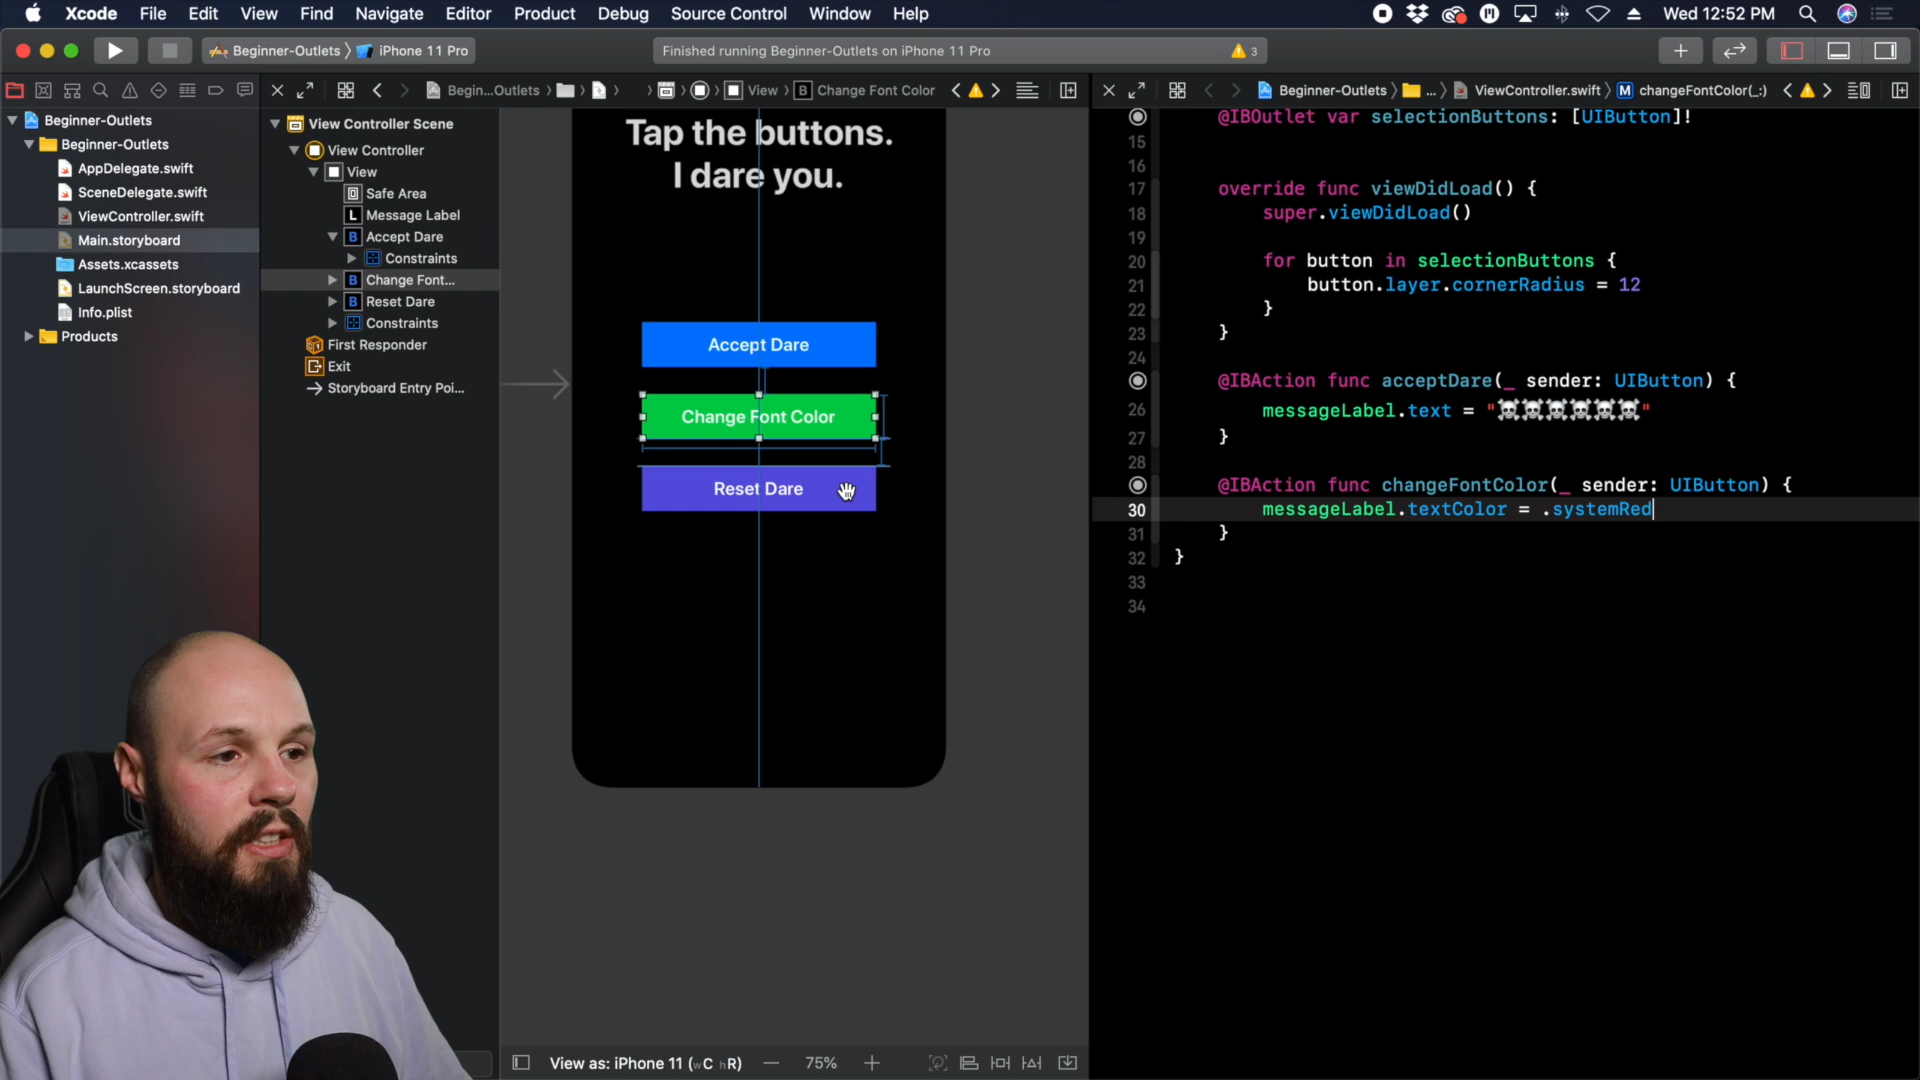 Xcode File Edit View Find Navigate Editor Product Debug Source Control Window Help Wed 12:52 PM
Beginner-Outlets iPhone 11 Pro
Finished running Beginner-Outlets on iPhone 11 Pro 3
Begin...Outlets View B Change Font Color
Beginner-Outlets ... ViewController.swift M changeFontColor(_:)
Beginner-Outlets
Beginner-Outlets
AppDelegate.swift
SceneDelegate.swift
ViewController.swift
Main.storyboard
Assets.xcassets
LaunchScreen.storyboard
Info.plist
Products
View Controller Scene
View Controller
View
Safe Area
L Message Label
B Accept Dare
Constraints
B Change Font...
B Reset Dare
Constraints
First Responder
Exit
Storyboard Entry Poi...
Tap the buttons.
I dare you.
Accept Dare
Change Font Color
Reset Dare
View as: iPhone 11 (wC hR) 75%
@IBOutlet var selectionButtons: [UIButton]!
15
16
17 override func viewDidLoad() {
18 super.viewDidLoad()
19
20 for button in selectionButtons {
21 button.layer.cornerRadius = 12
22 }
23 }
24
@IBAction func acceptDare(_ sender: UIButton) {
26 messageLabel.text = "☠️☠️☠️☠️☠️☠️"
27 }
28
@IBAction func changeFontColor(_ sender: UIButton) {
30 messageLabel.textColor = .systemRed
31 }
32 }
33
34